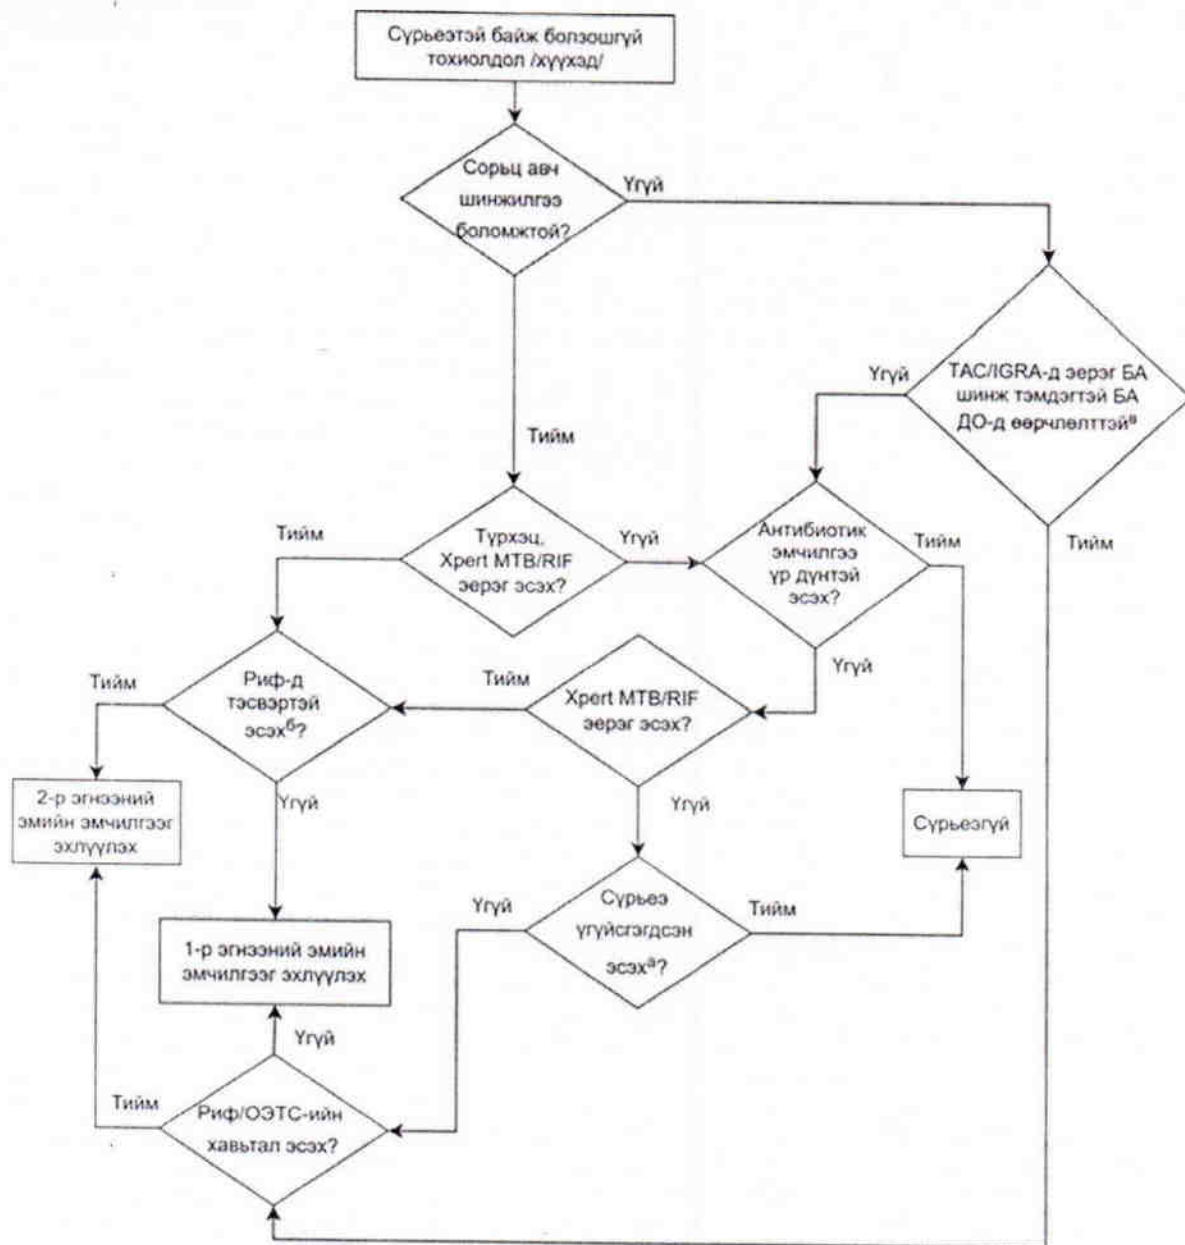 Сүрьеэтэй байж болзошгүй
тохиолдол /хүүхэд/
Сорьц авч
шинжилгээ
боломжтой?
Үгүй
Тийм
ТАС/IGRA-д эерэг БА
шинж тэмдэгтэй БА
ДО-д өөрчлөлттэйᵃ
Үгүй
Тийм
Түрхэц,
Xpert MTB/RIF
эерэг эсэх?
Тийм
Үгүй
Антибиотик
эмчилгээ
үр дүнтэй
эсэх?
Тийм
Үгүй
Риф-д
тэсвэртэй
эсэхᵇ?
Тийм
Үгүй
Xpert MTB/RIF
эерэг эсэх?
Тийм
Үгүй
2-р эгнээний
эмийн эмчилгээг
эхлүүлэх
Сүрьеэгүй
Сүрьеэ
үгүйсгэгдсэн
эсэхᵃ?
Үгүй
Тийм
1-р эгнээний эмийн
эмчилгээг эхлүүлэх
Үгүй
Риф/ОЭТС-ийн
хавьтал эсэх?
Тийм